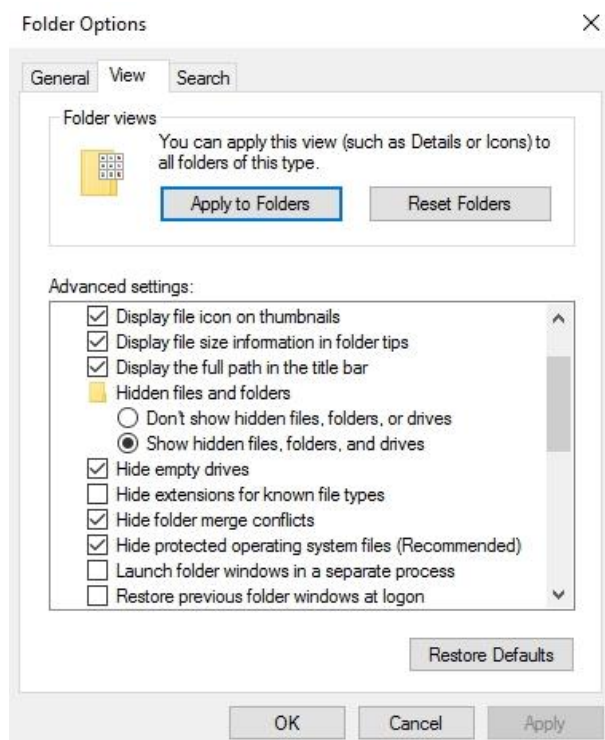 Folder Options
General View Search
Folder views
You can apply this view (such as Details or Icons) to
all folders of this type.
Apply to Folders Reset Folders
Advanced settings:
Display file icon on thumbnails
Display file size information in folder tips
Display the full path in the title bar
Hidden files and folders
Don't show hidden files, folders, or drives
Show hidden files, folders, and drives
Hide empty drives
Hide extensions for known file types
Hide folder merge conflicts
Hide protected operating system files (Recommended)
Launch folder windows in a separate process
Restore previous folder windows at logon
Restore Defaults
OK Cancel Apply